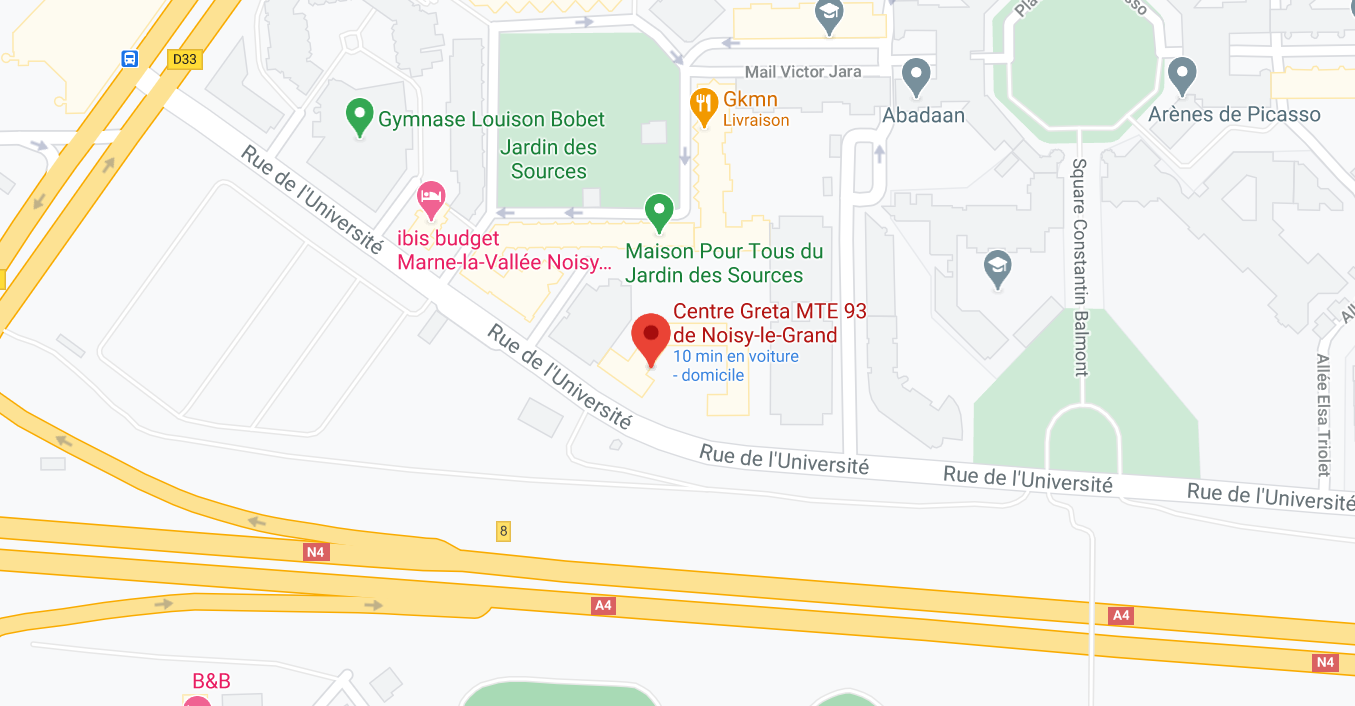 Pla
sso
D33
Mail Victor Jara
Gkmn
Livraison
Abadaan
Arènes de Picasso
Gymnase Louison Bobet
Jardin des
Sources
Rue de l'Université
Square Constantin Balmont
ibis budget
Marne-la-Vallée Noisy...
Maison Pour Tous du
Jardin des Sources
Centre Greta MTE 93
de Noisy-le-Grand
10 min en voiture
- domicile
Rue de l'Université
All
Allée Elsa Triolet
Rue de l'Université
Rue de l'Université
Rue de l'Université
8
N4
A4
A4
N4
B&B